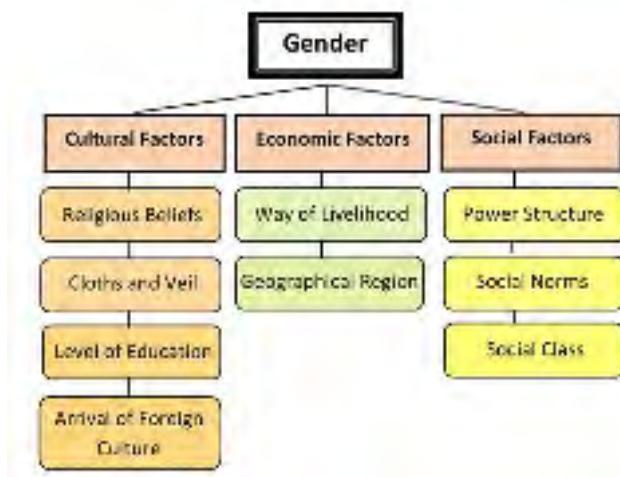 Gender
Cultural Factors
Economic Factors
Social Factors
Religious Beliefs
Way of Livelihood
Power Structure
Cloths and Veil
Geographical Region
Social Norms
Level of Education
Social Class
Arrival of Foreign
Culture